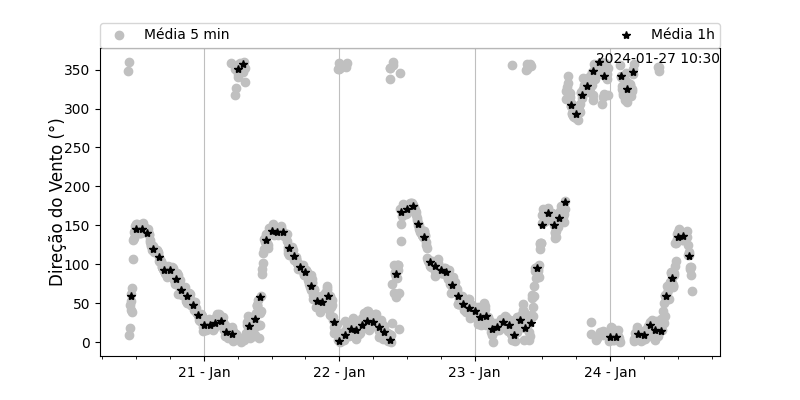 Média 5 min
Média 1h
2024-01-27 10:30
Direção do Vento (°)
350
300
250
200
150
100
50
0
21 - Jan
22 - Jan
23 - Jan
24 - Jan